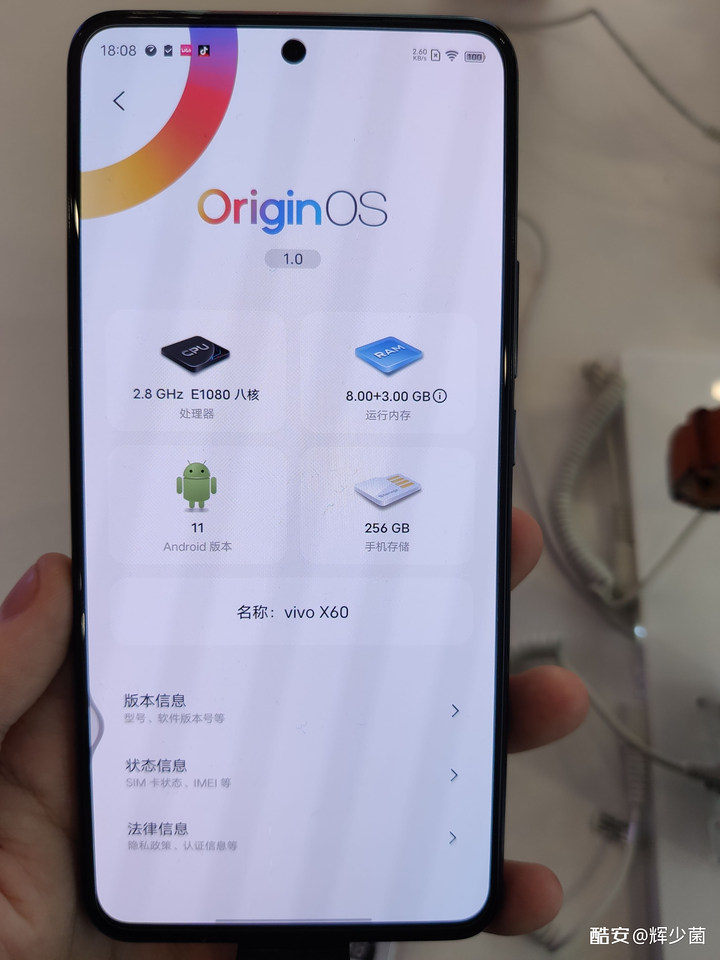 18:08
2.60
KB/s
100
OriginOS
1.0
CPU
RAM
2.8 GHz E1080 八核
8.00+3.00 GB
处理器
运行内存
11
256 GB
Android 版本
手机存储
名称：vivo X60
版本信息
型号、软件版本号等
状态信息
SIM 卡状态、IMEI 等
法律信息
隐私政策、认证信息等
酷安@辉少菌